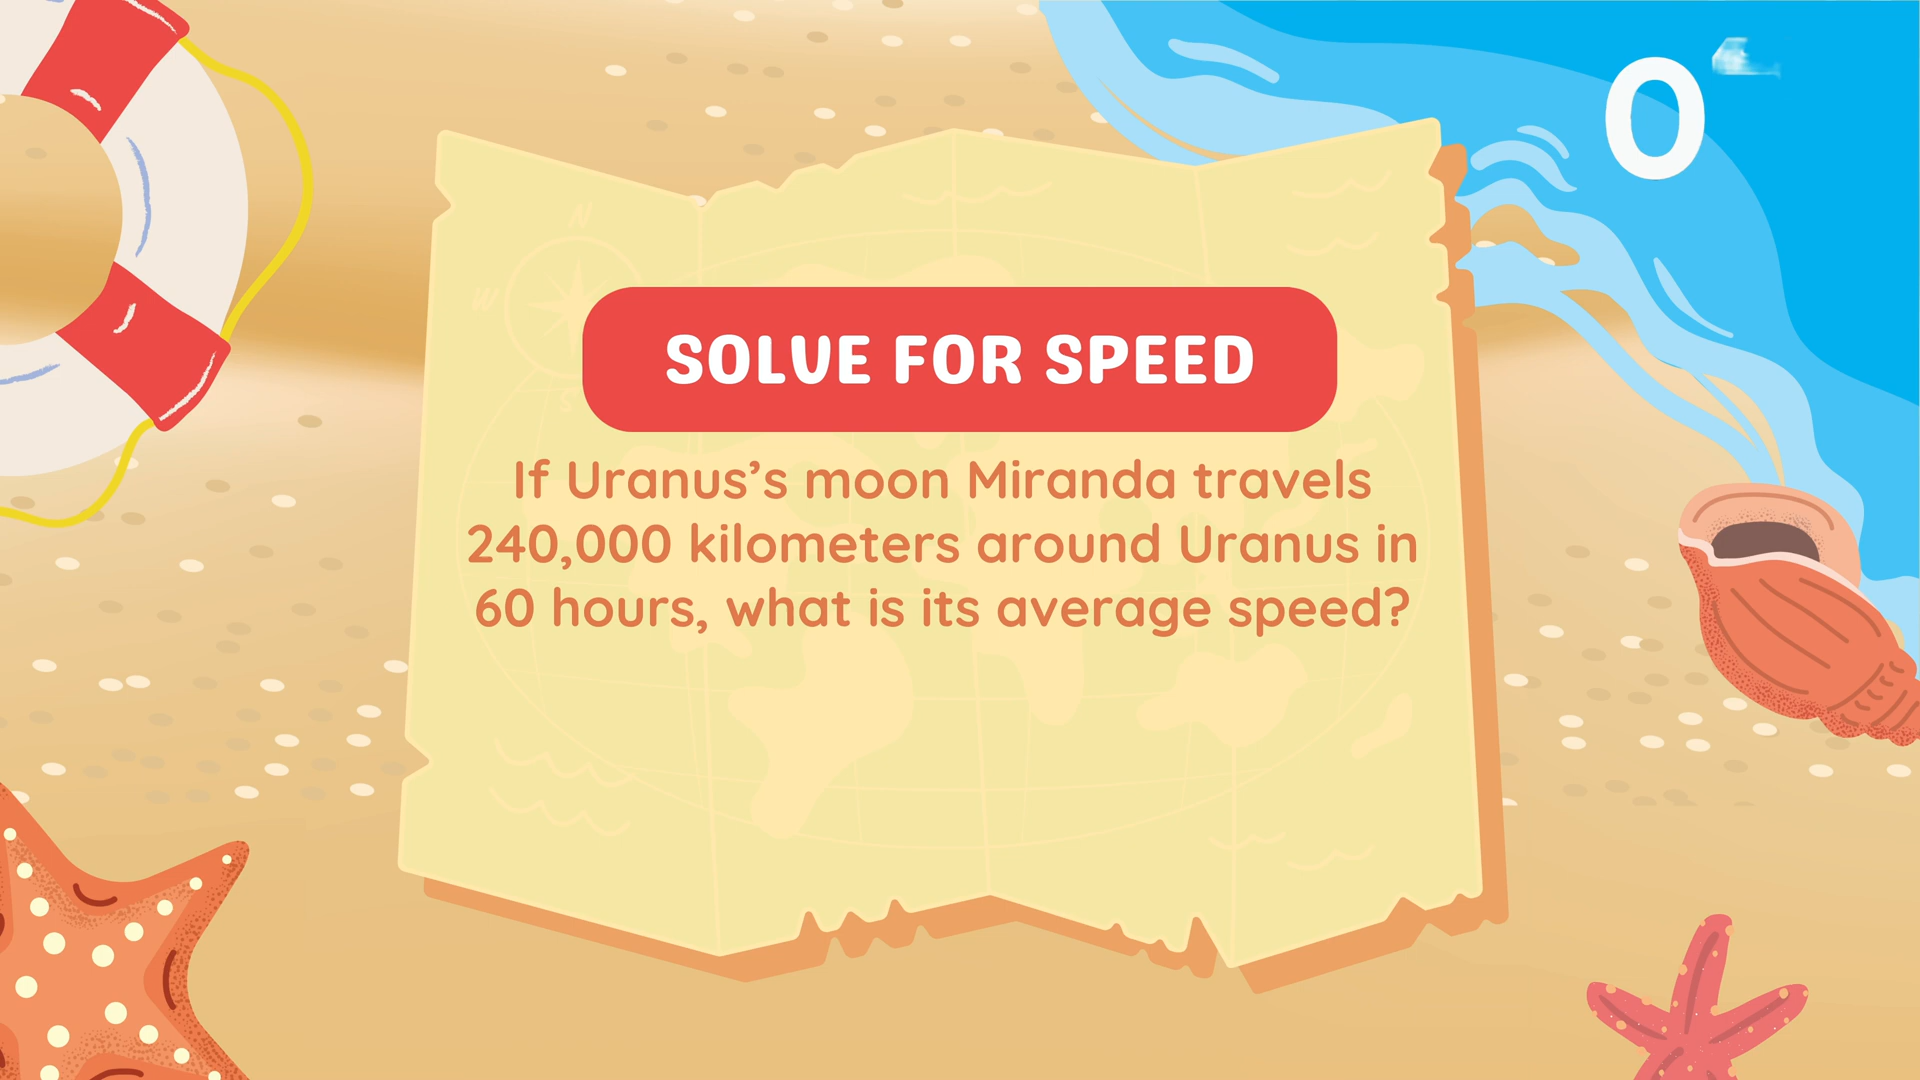 0
N
W
S
SOLVE FOR SPEED
If Uranus’s moon Miranda travels
240,000 kilometers around Uranus in
60 hours, what is its average speed?